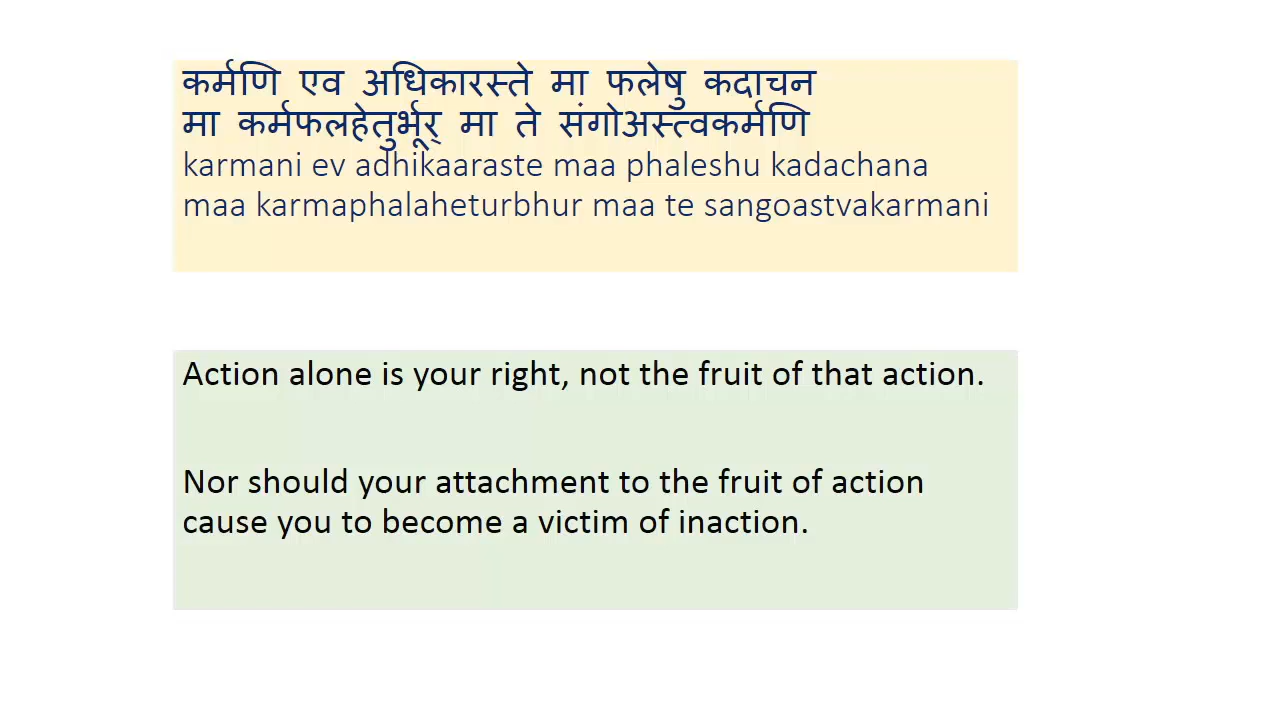 कर्मणि एव अधिकारस्ते मा फलेषु कदाचन
मा कर्मफलहेतुर्भूर् मा ते संगोअस्त्वकर्मणि
karmani ev adhikaaraste maa phaleshu kadachana
maa karmaphalaheturbhur maa te sangoastvakarmani
Action alone is your right, not the fruit of that action.
Nor should your attachment to the fruit of action
cause you to become a victim of inaction.